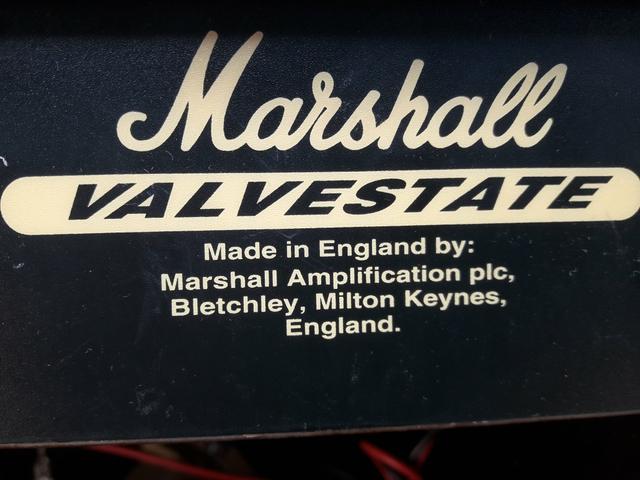 Marshall
VALVESTATE
Made in England by:
Marshall Amplification plc,
Bletchley, Milton Keynes,
England.